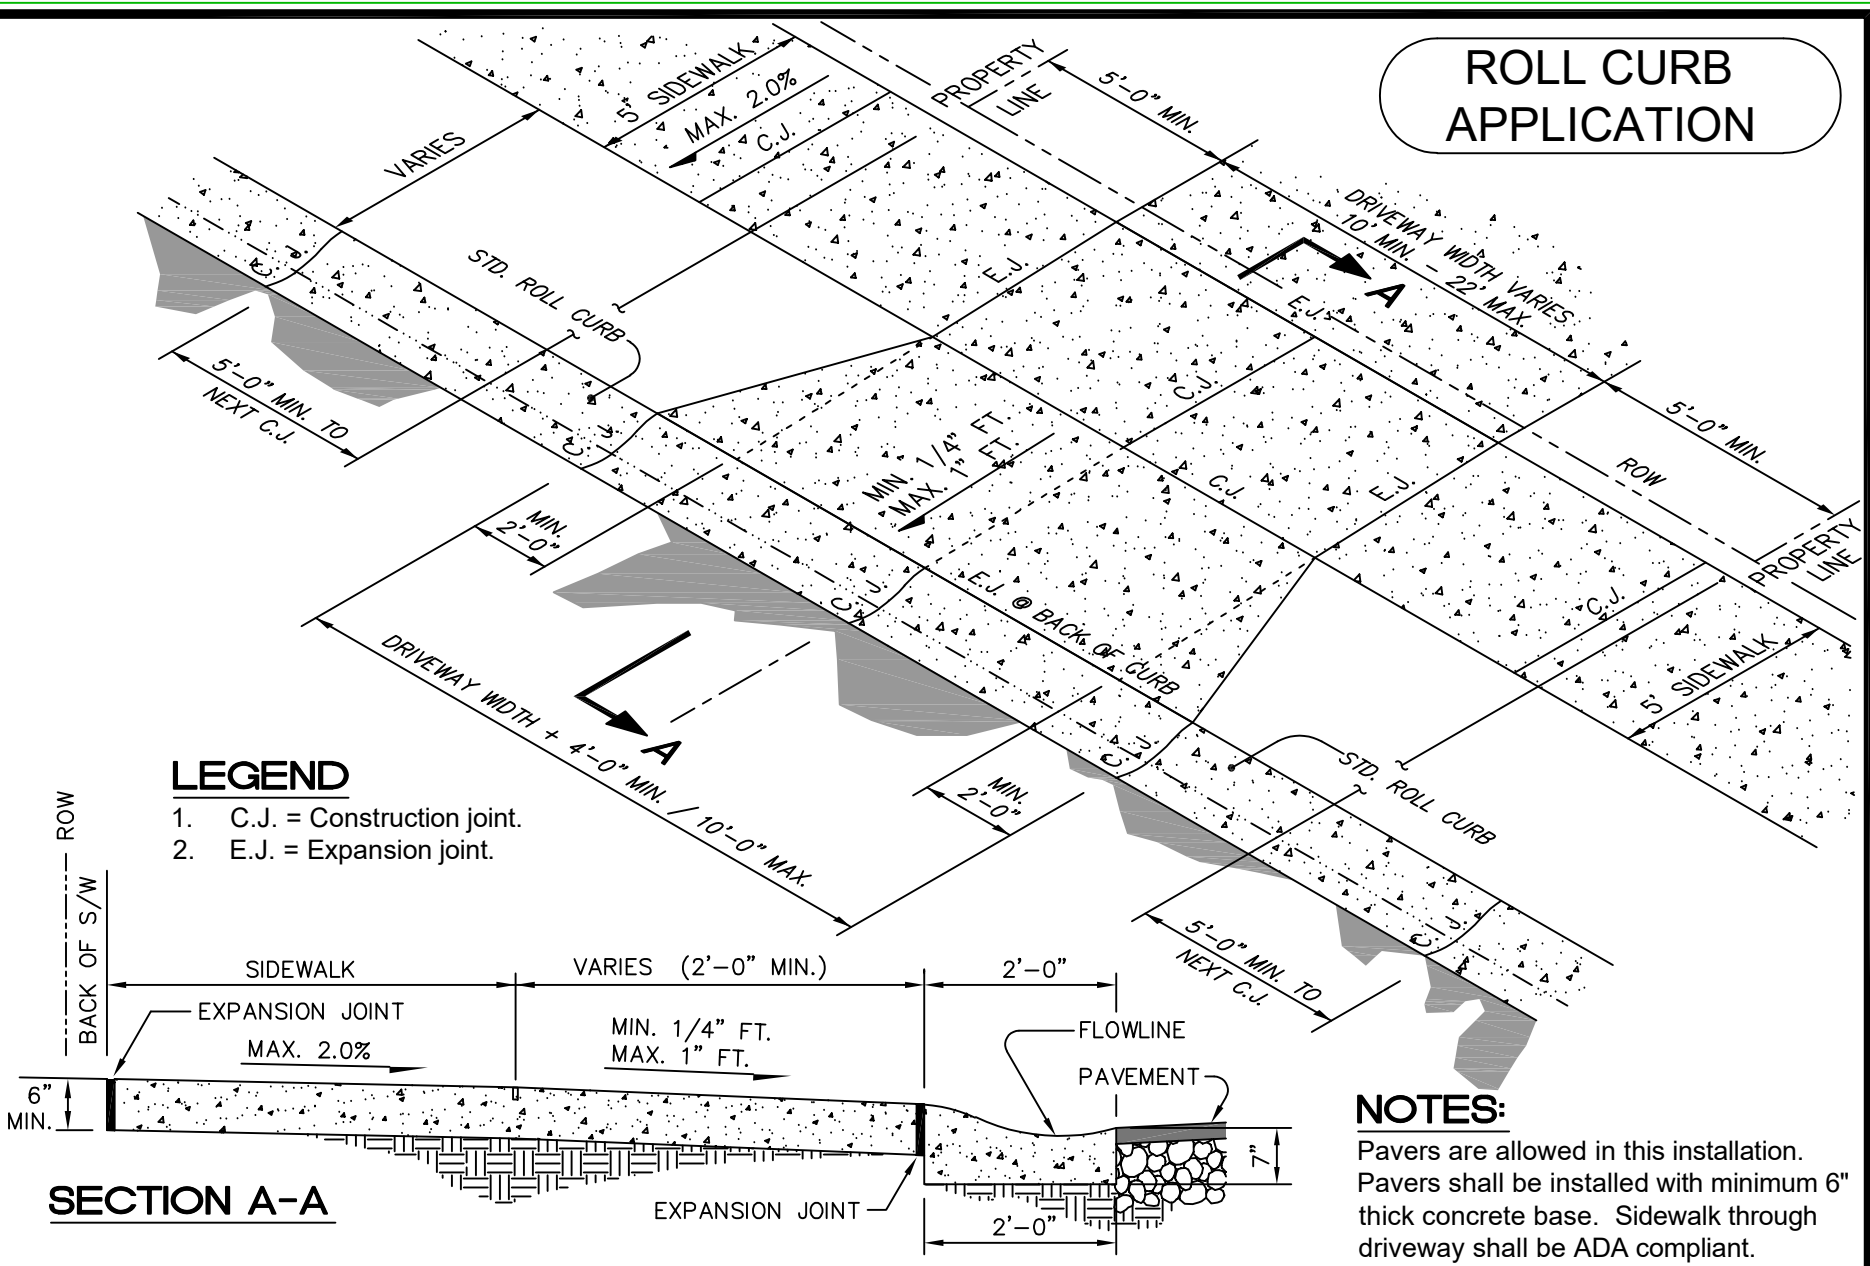 ROLL CURB
APPLICATION
5' SIDEWALK
MAX. 2.0%
C.J.
PROPERTY
LINE
5'-0" MIN.
VARIES
DRIVEWAY WIDTH VARIES
10' MIN. - 22' MAX.
A
E.J.
E.J.
C.J.
STD. ROLL CURB
C.J.
5'-0" MIN. TO
NEXT C.J.
C.J.
MIN. 1/4" FT.
MAX. 1" FT.
C.J.
E.J.
5'-0" MIN.
ROW
PROPERTY
LINE
MIN.
2'-0"
C.J.
E.J. @ BACK OF CURB
C.J.
5' SIDEWALK
DRIVEWAY WIDTH + 4'-0" MIN. / 10'-0" MAX.
A
C.J.
MIN.
2'-0"
STD. ROLL CURB
C.J.
5'-0" MIN. TO
NEXT C.J.
LEGEND
1. C.J. = Construction joint.
2. E.J. = Expansion joint.
ROW
BACK OF S/W
SIDEWALK
VARIES (2'-0" MIN.)
2'-0"
EXPANSION JOINT
MAX. 2.0%
MIN. 1/4" FT.
MAX. 1" FT.
FLOWLINE
PAVEMENT
6"
MIN.
7"
EXPANSION JOINT
2'-0"
SECTION A-A
NOTES:
Pavers are allowed in this installation.
Pavers shall be installed with minimum 6"
thick concrete base. Sidewalk through
driveway shall be ADA compliant.